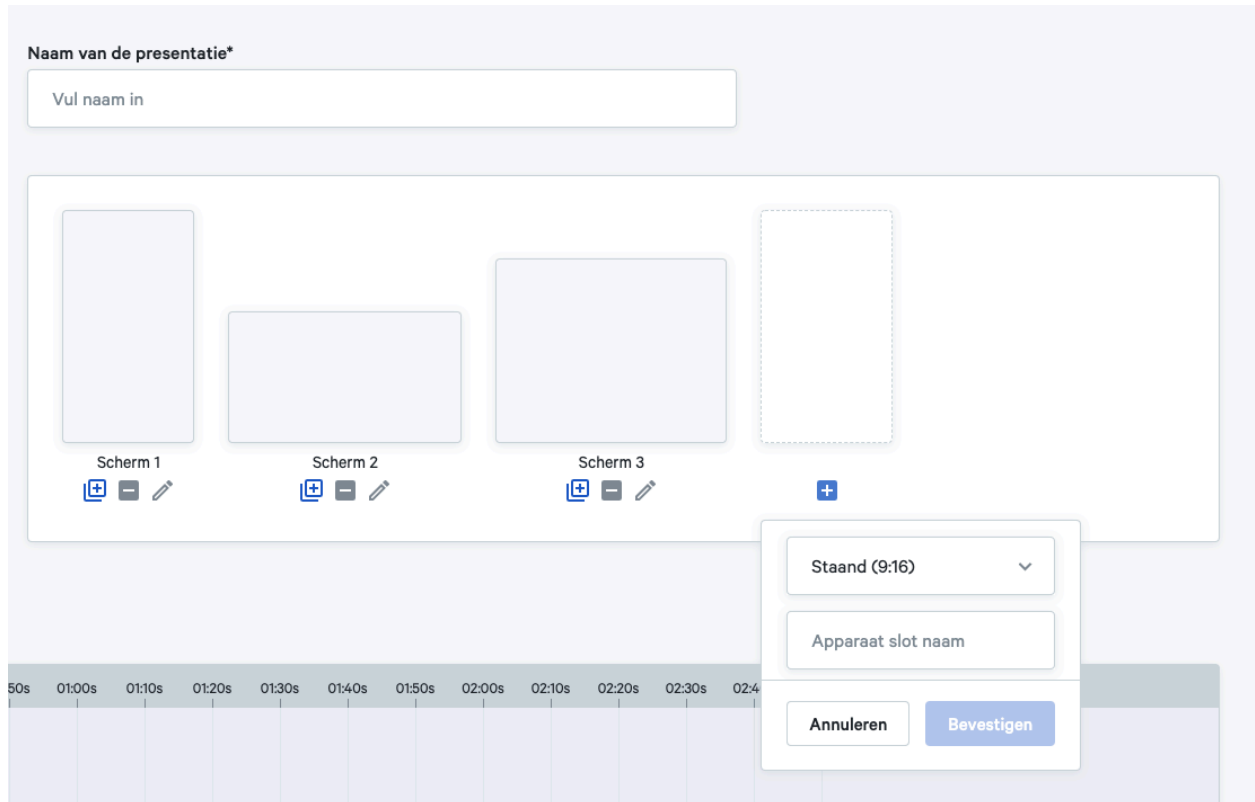 Naam van de presentatie*
Vul naam in
Scherm 1
Scherm 2
Scherm 3
Staand (9:16)
Apparaat slot naam
50s 01:00s 01:10s 01:20s 01:30s 01:40s 01:50s 02:00s 02:10s 02:20s 02:30s 02:4
Annuleren Bevestigen